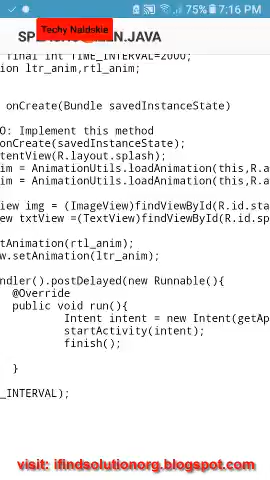 75% 7:16 PM
Techy Naldskie
SP EN.JAVA
final int TIME_INTERVAL=2000;
ion ltr_anim,rtl_anim;
onCreate(Bundle savedInstanceState)
O: Implement this method
onCreate(savedInstanceState);
tentView(R.layout.splash);
im = AnimationUtils.loadAnimation(this,R.a
im = AnimationUtils.loadAnimation(this,R.a
iew img = (ImageView)findViewById(R.id.sta
ew txtView =(TextView)findViewById(R.id.sp
tAnimation(rtl_anim);
w.setAnimation(ltr_anim);
ndler().postDelayed(new Runnable(){
@Override
public void run(){
Intent intent = new Intent(getAp
startActivity(intent);
finish();
}
_INTERVAL);
visit: ifindsolutionorg.blogspot.com